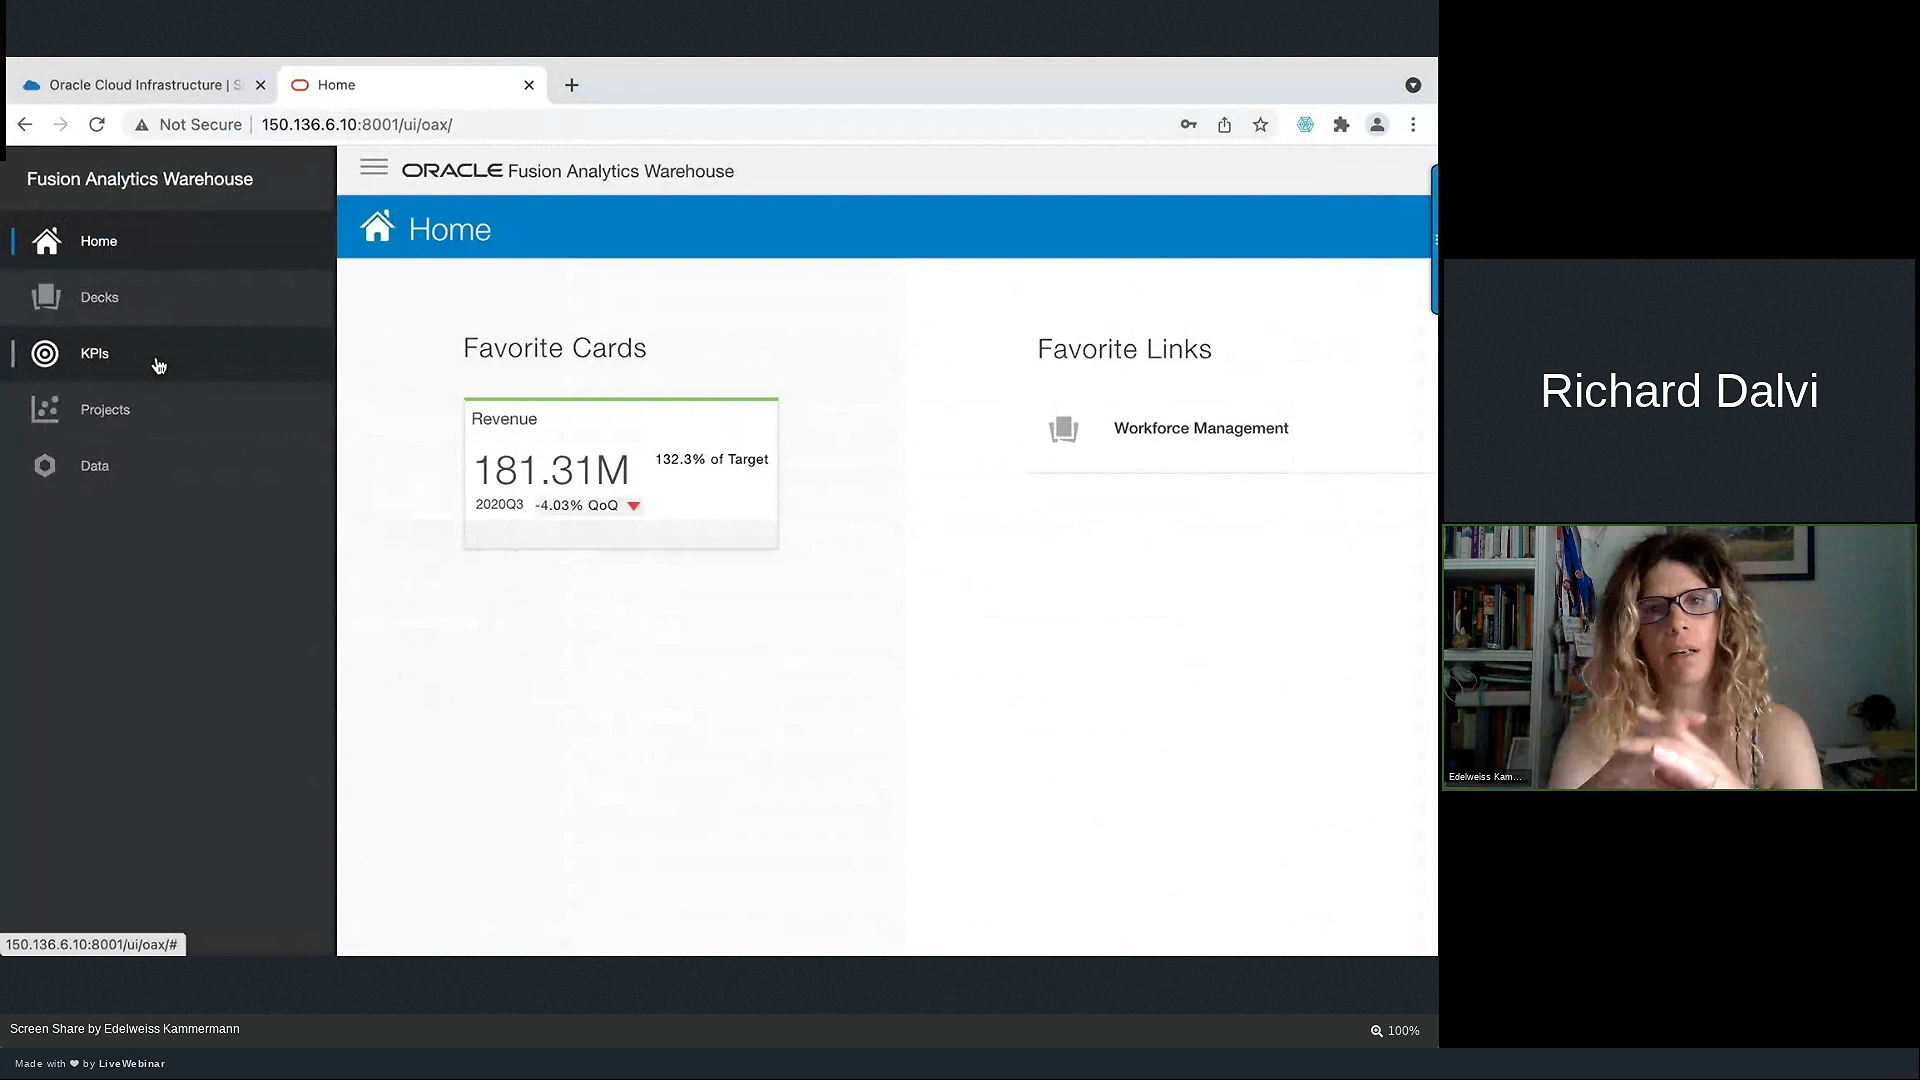 Oracle Cloud Infrastructure | S
Home
Not Secure
150.136.6.10:8001/ui/oax/
Fusion Analytics Warehouse
Home
Decks
KPIs
Projects
Data
150.136.6.10:8001/ui/oax/#
ORACLE Fusion Analytics Warehouse
Home
Favorite Cards
Revenue
181.31M
132.3% of Target
2020Q3 -4.03% QoQ
Favorite Links
Workforce Management
Richard Dalvi
Edelweiss Kam...
Screen Share by Edelweiss Kammermann
100%
Made with ❤ by LiveWebinar